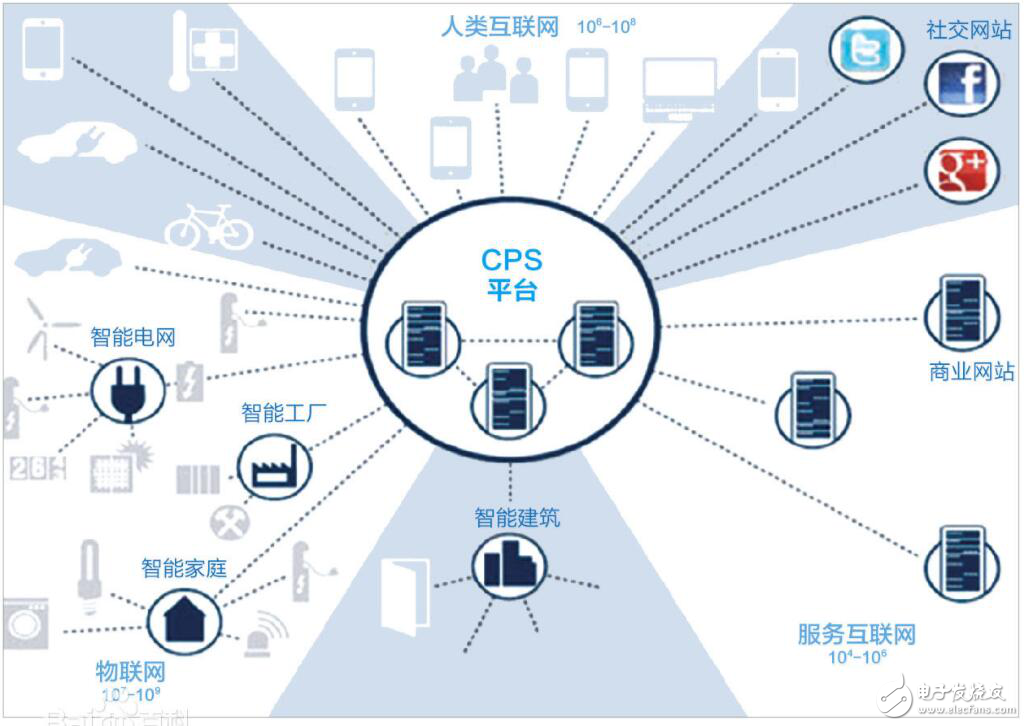 人类互联网 10⁶-10⁸
社交网站
CPS
平台
智能电网
商业网站
智能工厂
智能建筑
智能家庭
服务互联网
10⁴-10⁶
物联网
10⁷-10⁹
电子发烧友
www.elecfans.com